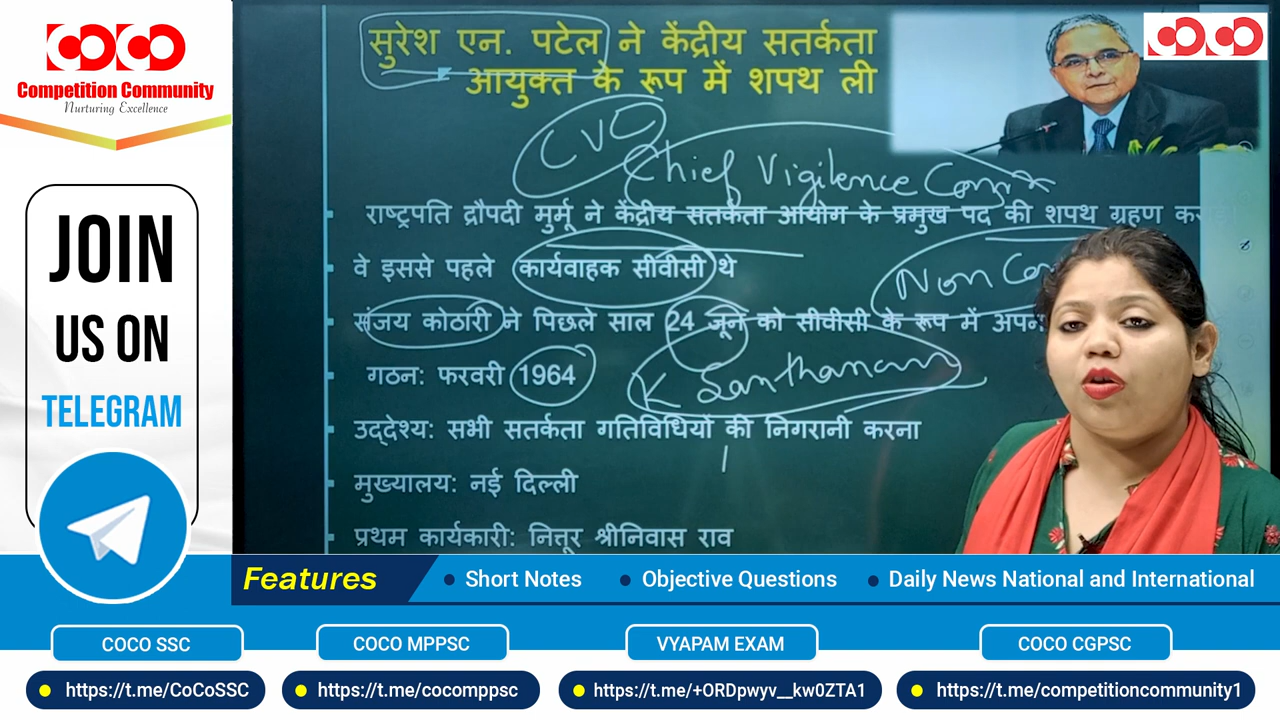 COCO
Competition Community
Nurturing Excellence
JOIN
US ON
TELEGRAM
COCO
सुरेश एन. पटेल ने केंद्रीय सतर्कता
आयुक्त के रूप में शपथ ली
CVC
Chief Vigilence
राष्ट्रपति द्रौपदी मुर्मू ने केंद्रीय सतर्कता आयोग के प्रमुख पद की शपथ ग्रहण
वे इससे पहले कार्यवाहक सीवीसी थे
Non
संजय कोठारी ने पिछले साल 24 जून को सीवीसी के रूप में
K Santhanam
गठन: फरवरी 1964
उद्देश्य: सभी सतर्कता गतिविधियों की निगरानी करना
मुख्यालय: नई दिल्ली
प्रथम कार्यकारी: नित्तूर श्रीनिवास राव
Features
Short Notes
Objective Questions
Daily News National and International
COCO SSC
COCO MPPSC
VYAPAM EXAM
COCO CGPSC
https://t.me/CoCoSSC
https://t.me/cocomppsc
https://t.me/+ORDpwyv__kw0ZTA1
https://t.me/competitioncommunity1